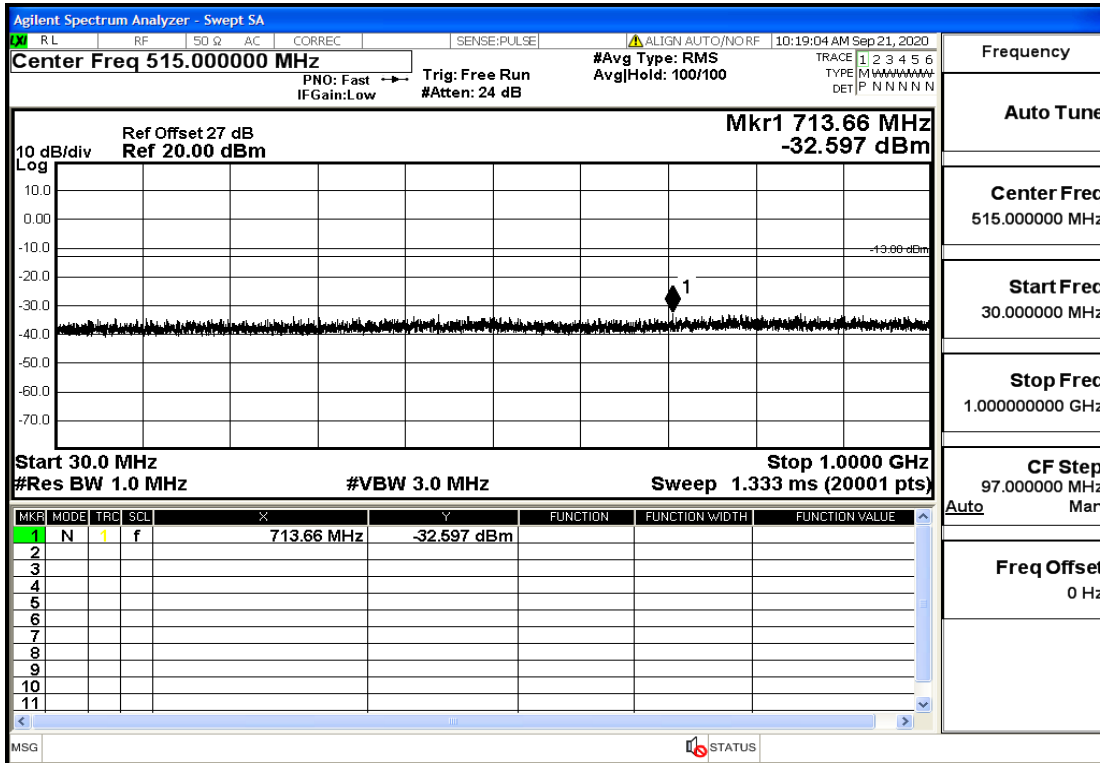 Agilent Spectrum Analyzer - Swept SA
LXI RL RF 50 Ω AC CORREC SENSE:PULSE ALIGN AUTO/NO RF 10:19:04 AM Sep 21, 2020
Center Freq 515.000000 MHz
PNO: Fast
IFGain:Low
Trig: Free Run
#Atten: 24 dB
#Avg Type: RMS
Avg|Hold: 100/100
TRACE 1 2 3 4 5 6
TYPE M
DET P N N N N N
Frequency
Auto Tune
Center Freq
515.000000 MHz
Start Freq
30.000000 MHz
Stop Freq
1.000000000 GHz
CF Step
97.000000 MHz
Auto Man
Freq Offset
0 Hz
Mkr1 713.66 MHz
-32.597 dBm
Ref Offset 27 dB
10 dB/div Ref 20.00 dBm
Log
10.0
0.00
-10.0
-13.00 dBm
-20.0
1
-30.0
-40.0
-50.0
-60.0
-70.0
Start 30.0 MHz Stop 1.0000 GHz
#Res BW 1.0 MHz #VBW 3.0 MHz Sweep 1.333 ms (20001 pts)
MKR MODE TRC SCL X Y FUNCTION FUNCTION WIDTH FUNCTION VALUE
1 N 1 f 713.66 MHz -32.597 dBm
2
3
4
5
6
7
8
9
10
11
MSG STATUS